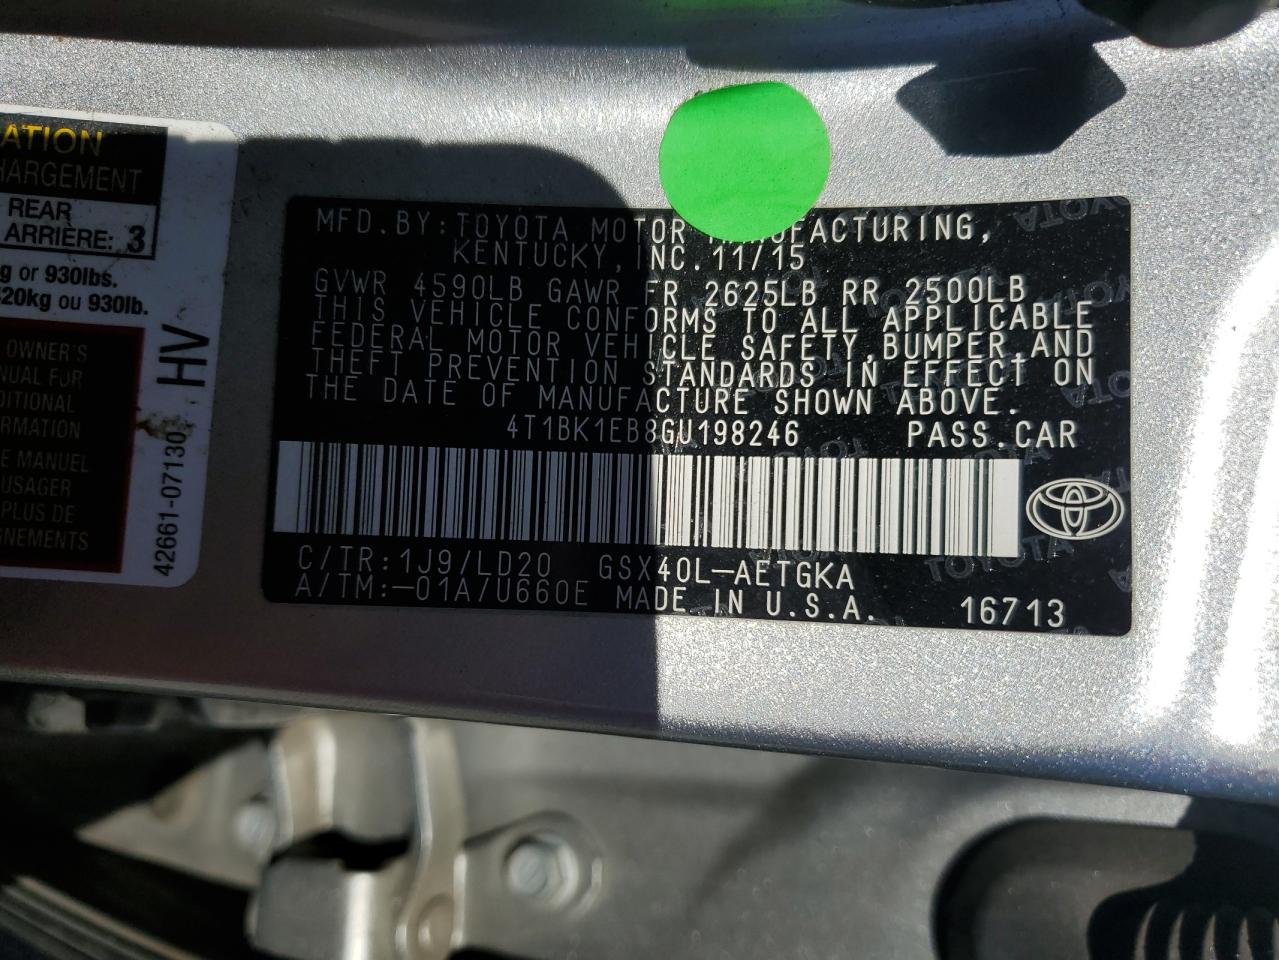 ATION
HARGEMENT
REAR
ARRIÈRE: 3
g or 930lbs.
20kg ou 930lb.
OWNER'S
NUAL FOR
DITIONAL
RMATION
E MANUEL
USAGER
PLUS DE
GNEMENTS
42661-07130 HV
MFD.BY:TOYOTA MOTOR MANUFACTURING,
KENTUCKY, INC. 11/15
GVWR 4590LB GAWR FR 2625LB RR 2500LB
THIS VEHICLE CONFORMS TO ALL APPLICABLE
FEDERAL MOTOR VEHICLE SAFETY,BUMPER,AND
THEFT PREVENTION STANDARDS IN EFFECT ON
THE DATE OF MANUFACTURE SHOWN ABOVE.
4T1BK1EB8GU198246 PASS.CAR
C/TR:1J9/LD20 GSX40L-AETGKA
A/TM:-01A/U660E MADE IN U.S.A. 16713